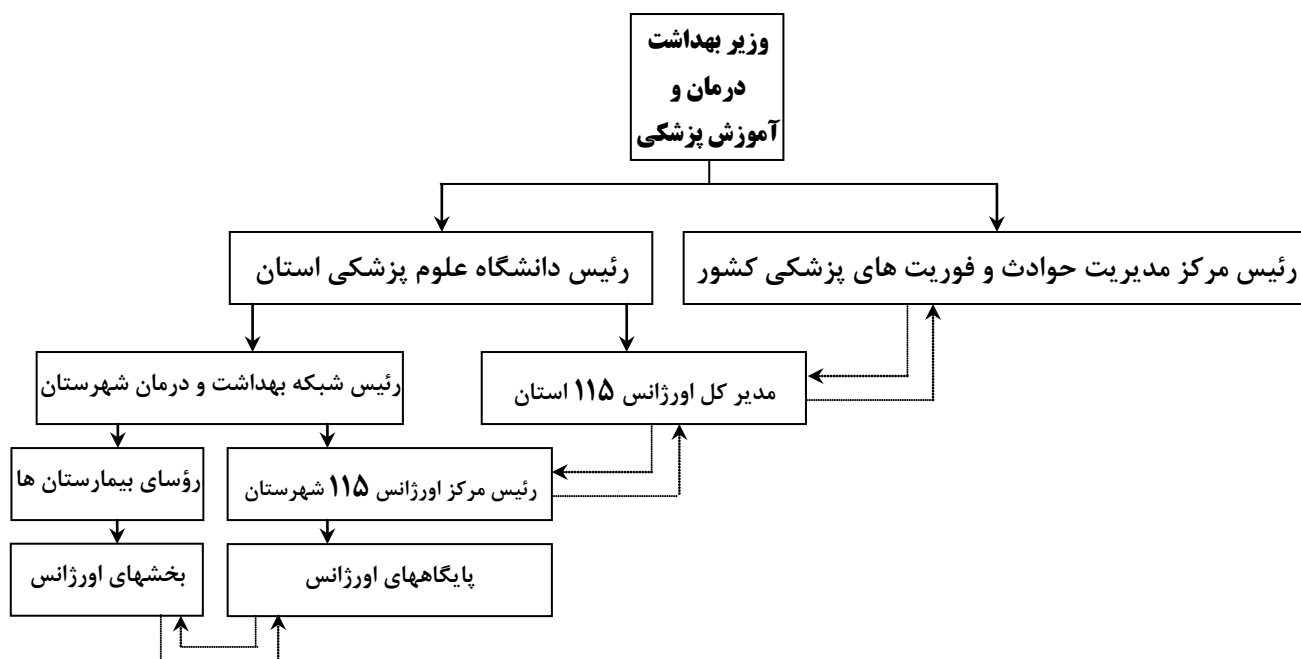 وزیر بهداشت
درمان و
آموزش پزشکی
رئیس مرکز مدیریت حوادث و فوریت های پزشکی کشور
رئیس دانشگاه علوم پزشکی استان
مدیر کل اورژانس ۱۱۵ استان
رئیس شبکه بهداشت و درمان شهرستان
رئیس مرکز اورژانس ۱۱۵ شهرستان
رؤسای بیمارستان ها
پایگاههای اورژانس
بخشهای اورژانس